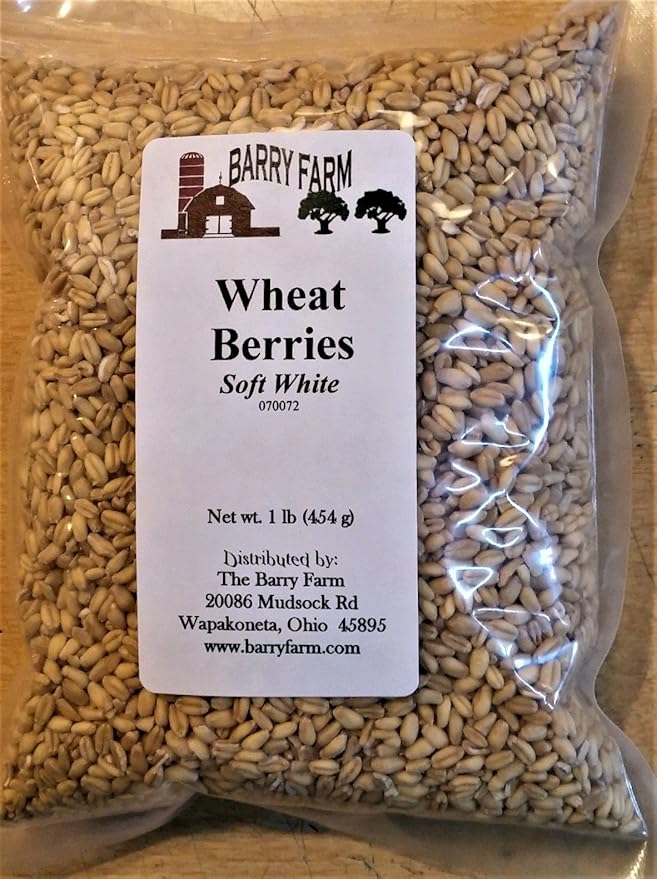 BARRY FARM
Wheat
Berries
Soft White
070072
Net wt. 1 lb (454 g)
Distributed by:
The Barry Farm
20086 Mudsock Rd
Wapakoneta, Ohio 45895
www.barryfarm.com